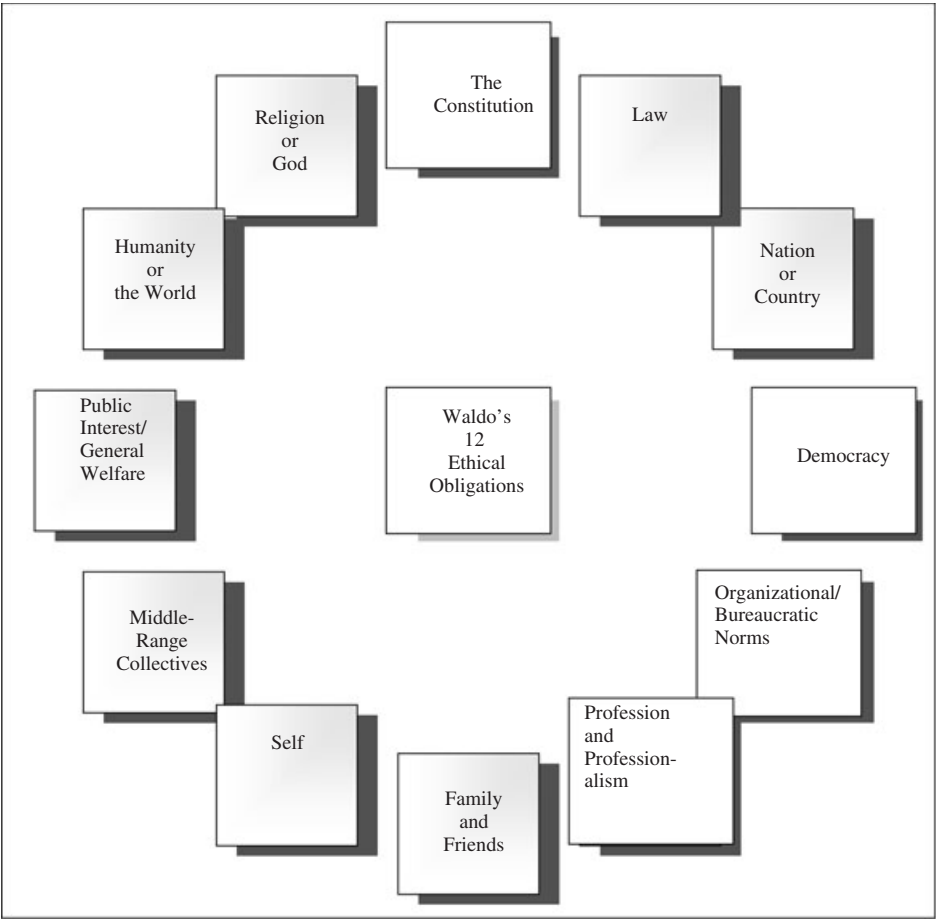 The
Constitution
Law
Religion
or
God
Nation
or
Country
Humanity
or
the World
Public
Interest/
General
Welfare
Waldo's
12
Ethical
Obligations
Democracy
Organizational/
Bureaucratic
Norms
Middle-
Range
Collectives
Profession
and
Profession-
alism
Self
Family
and
Friends